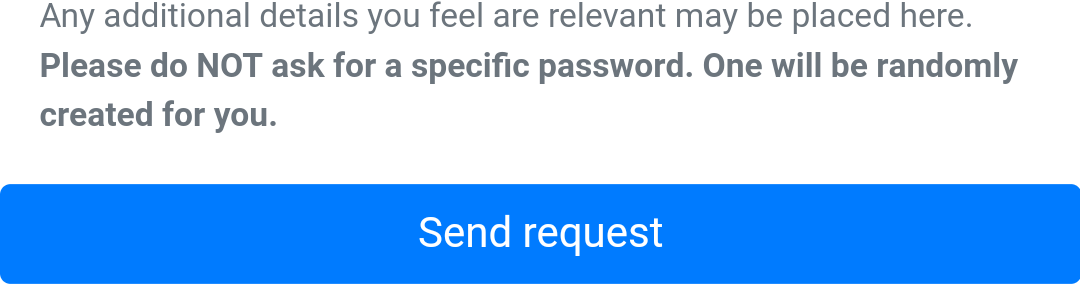 Any additional details you feel are relevant may be placed here.
Please do NOT ask for a specific password. One will be randomly
created for you.
Send request